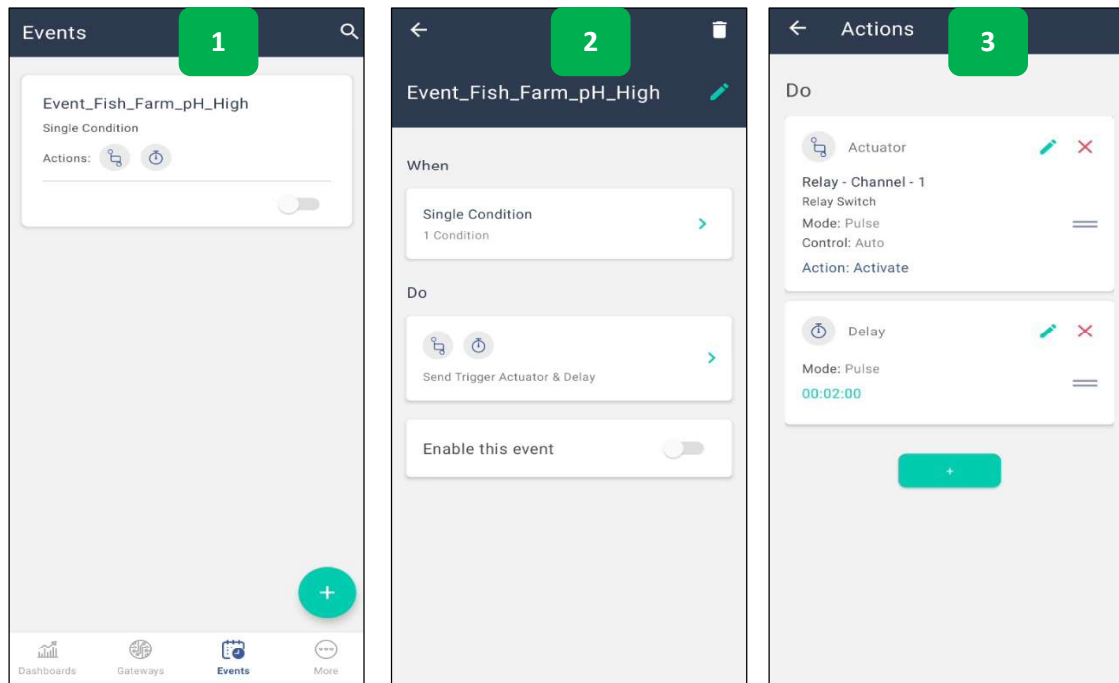 Events
1
Event_Fish_Farm_pH_High
Single Condition
Actions:
+
Dashboards
Gateways
Events
More
2
Event_Fish_Farm_pH_High
When
Single Condition
1 Condition
Do
Send Trigger Actuator & Delay
Enable this event
Actions
3
Do
Actuator
Relay - Channel - 1
Relay Switch
Mode: Pulse
Control: Auto
Action: Activate
Delay
Mode: Pulse
00:02:00
+